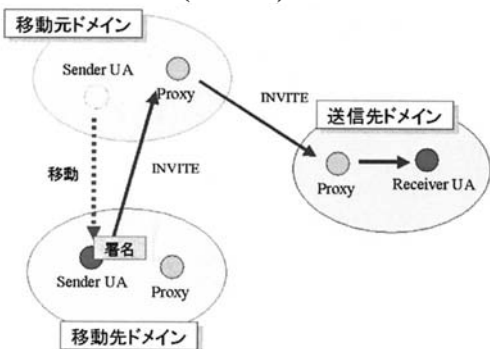 移動元ドメイン
Sender UA
Proxy
INVITE
送信先ドメイン
移動
INVITE
Proxy
Receiver UA
署名
Sender UA
Proxy
移動先ドメイン